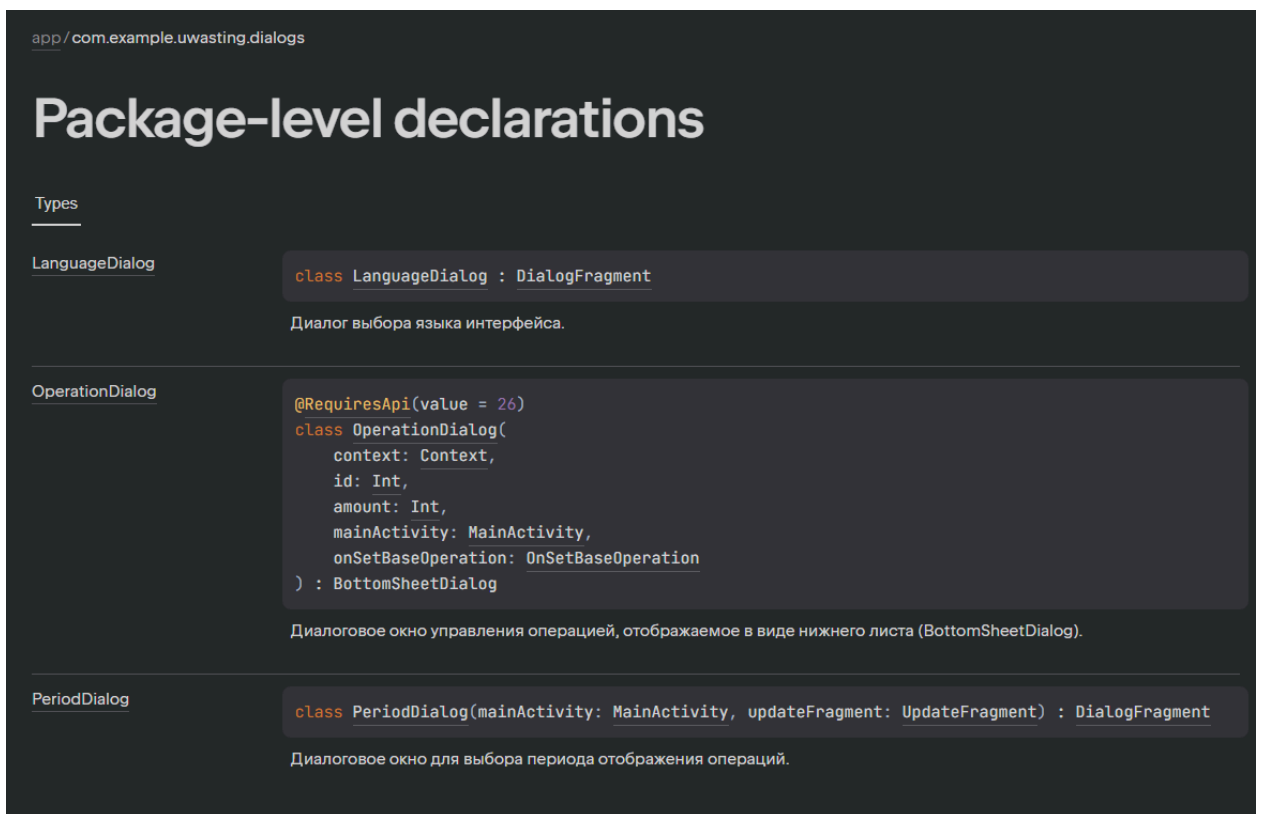 app/com.example.uwasting.dialogs
Package-level declarations
Types
LanguageDialog
class LanguageDialog : DialogFragment
Диалог выбора языка интерфейса.
OperationDialog
@RequiresApi(value = 26)
class OperationDialog(
    context: Context,
    id: Int,
    amount: Int,
    mainActivity: MainActivity,
    onSetBaseOperation: OnSetBaseOperation
) : BottomSheetDialog
Диалоговое окно управления операцией, отображаемое в виде нижнего листа (BottomSheetDialog).
PeriodDialog
class PeriodDialog(mainActivity: MainActivity, updateFragment: UpdateFragment) : DialogFragment
Диалоговое окно для выбора периода отображения операций.